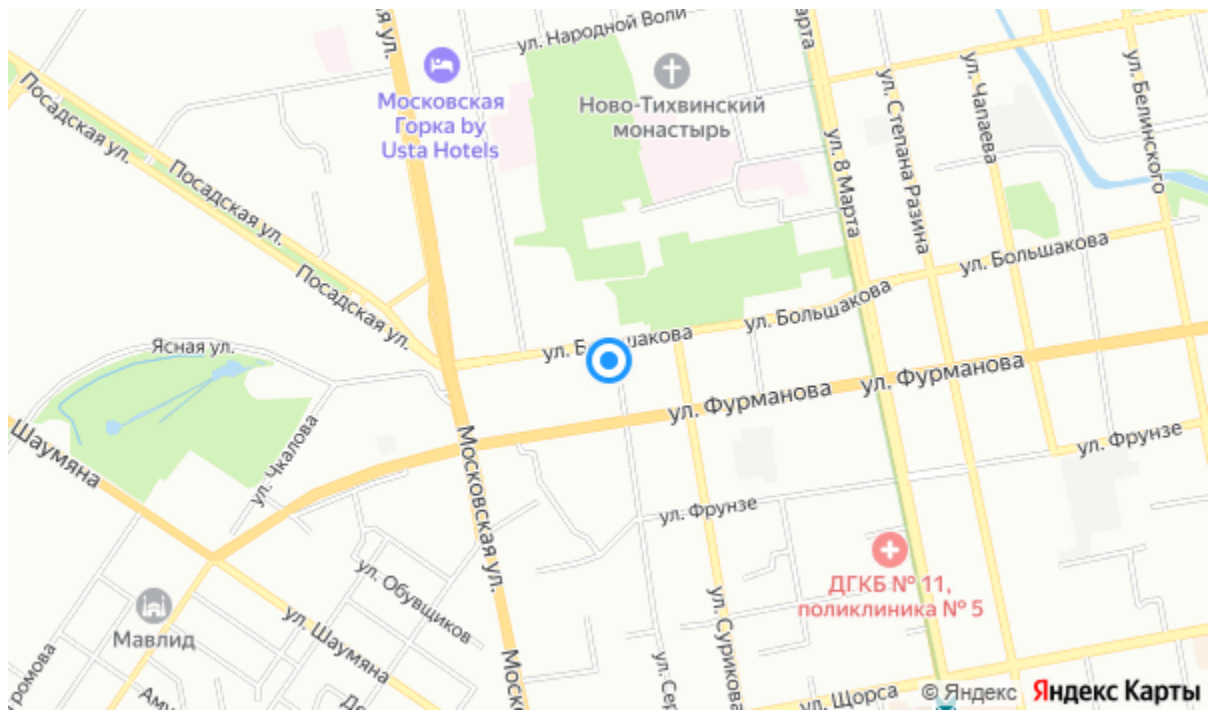 ул. Народной Воли
Московская
Горка by
Usta Hotels
Ново-Тихвинский
монастырь
Посадская ул.
Посадская ул.
Посадская ул.
ул. 8 Марта
ул. Степана Разина
ул. Чапаева
ул. Белинского
ул. Большакова
ул. Большакова
ул.
Ясная ул.
ул. Фурманова
ул. Фурманова
Шаумяна
ул. Чкалова
Московская ул.
ул. Фрунзе
ул. Фрунзе
ДГКБ № 11,
поликлиника № 5
ул. Обувщиков
Мавлид
ул. Шаумяна
ул. Сурикова
ул. Щорса
© Яндекс Яндекс Карты